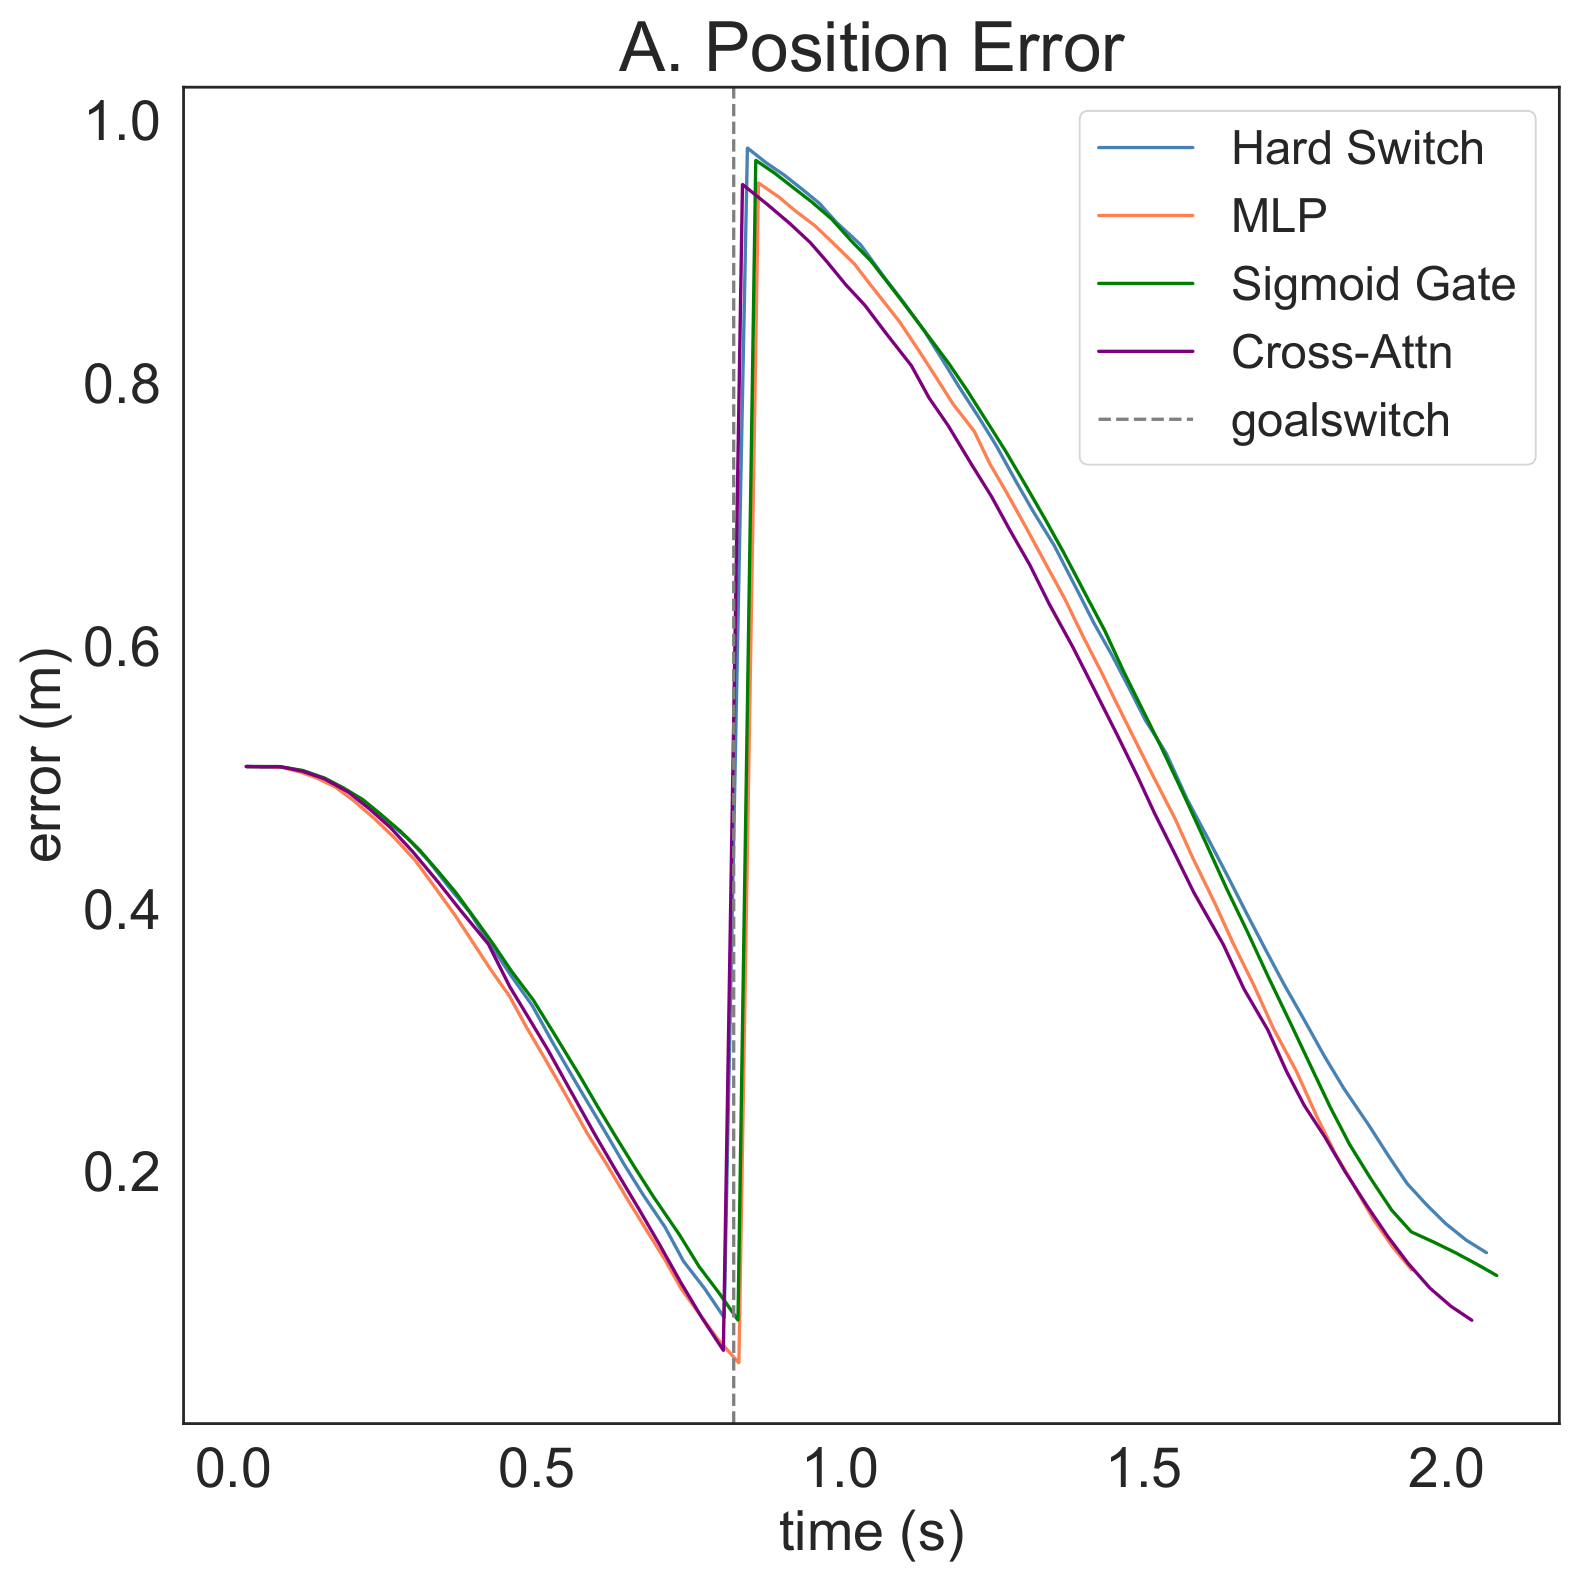 A. Position Error
1.0
0.8
0.6
0.4
0.2
error (m)
Hard Switch
MLP
Sigmoid Gate
Cross-Attn
goalswitch
0.0 0.5 1.0 1.5 2.0
time (s)